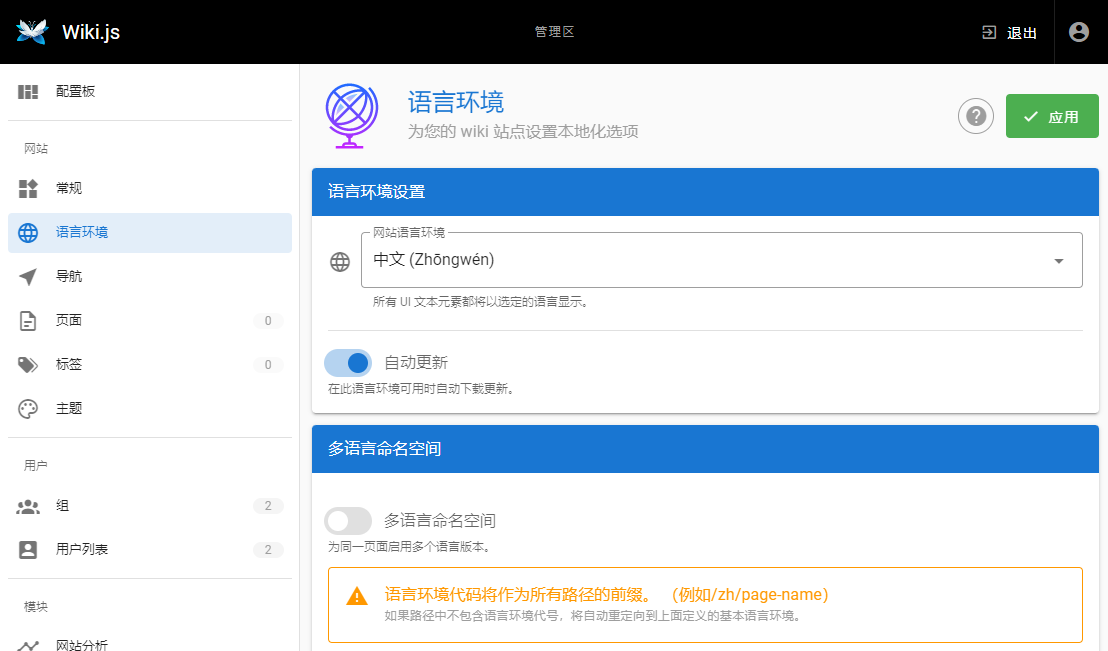 Wiki.js
管理区
退出
配置板
网站
常规
语言环境
导航
页面 0
标签 0
主题
用户
组 2
用户列表 2
模块
网站分析
语言环境
为您的 wiki 站点设置本地化选项
应用
语言环境设置
网站语言环境
中文 (Zhōngwén)
所有 UI 文本元素都将以选定的语言显示。
自动更新
在此语言环境可用时自动下载更新。
多语言命名空间
多语言命名空间
为同一页面启用多个语言版本。
语言环境代码将作为所有路径的前缀。 （例如/zh/page-name）
如果路径中不包含语言环境代号，将自动重定向到上面定义的基本语言环境。